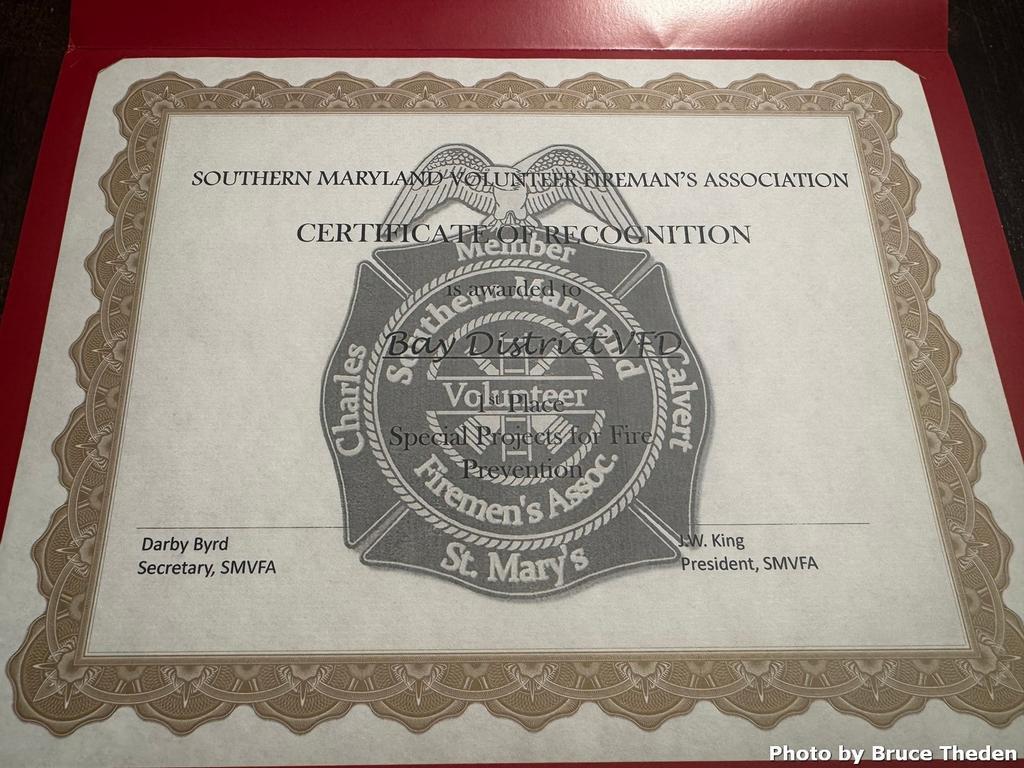 SOUTHERN MARYLAND VOLUNTEER FIREMAN'S ASSOCIATION
CERTIFICATE OF RECOGNITION
Member
is awarded to
Southern Maryland
Bay District VFD
Charles
Calvert
Volunteer
1st Place
Special Projects for Fire
Prevention
Firemen's Assoc.
St. Mary's
Darby Byrd
Secretary, SMVFA
J.W. King
President, SMVFA
Photo by Bruce Theden